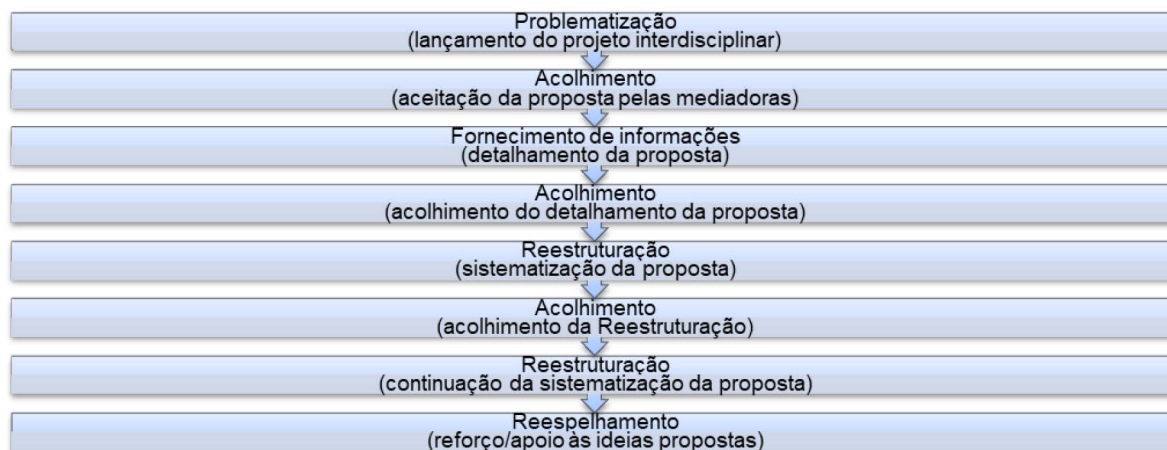 Problematização
(lançamento do projeto interdisciplinar)
Acolhimento
(aceitação da proposta pelas mediadoras)
Fornecimento de informações
(detalhamento da proposta)
Acolhimento
(acolhimento do detalhamento da proposta)
Reestruturação
(sistematização da proposta)
Acolhimento
(acolhimento da Reestruturação)
Reestruturação
(continuação da sistematização da proposta)
Reespelhamento
(reforço/apoio às ideias propostas)